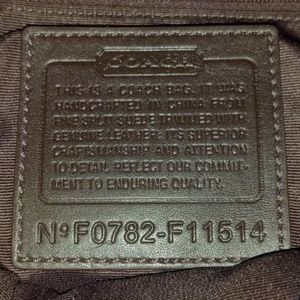 COACH
THIS IS A COACH BAG. IT WAS
HANDCRAFTED IN CHINA FROM
FINE SPLIT SUEDE TRIMMED WITH
GENUINE LEATHER. ITS SUPERIOR
CRAFTSMANSHIP AND ATTENTION
TO DETAIL REFLECT OUR COMMIT-
MENT TO ENDURING QUALITY.
Nº F0782-F11514